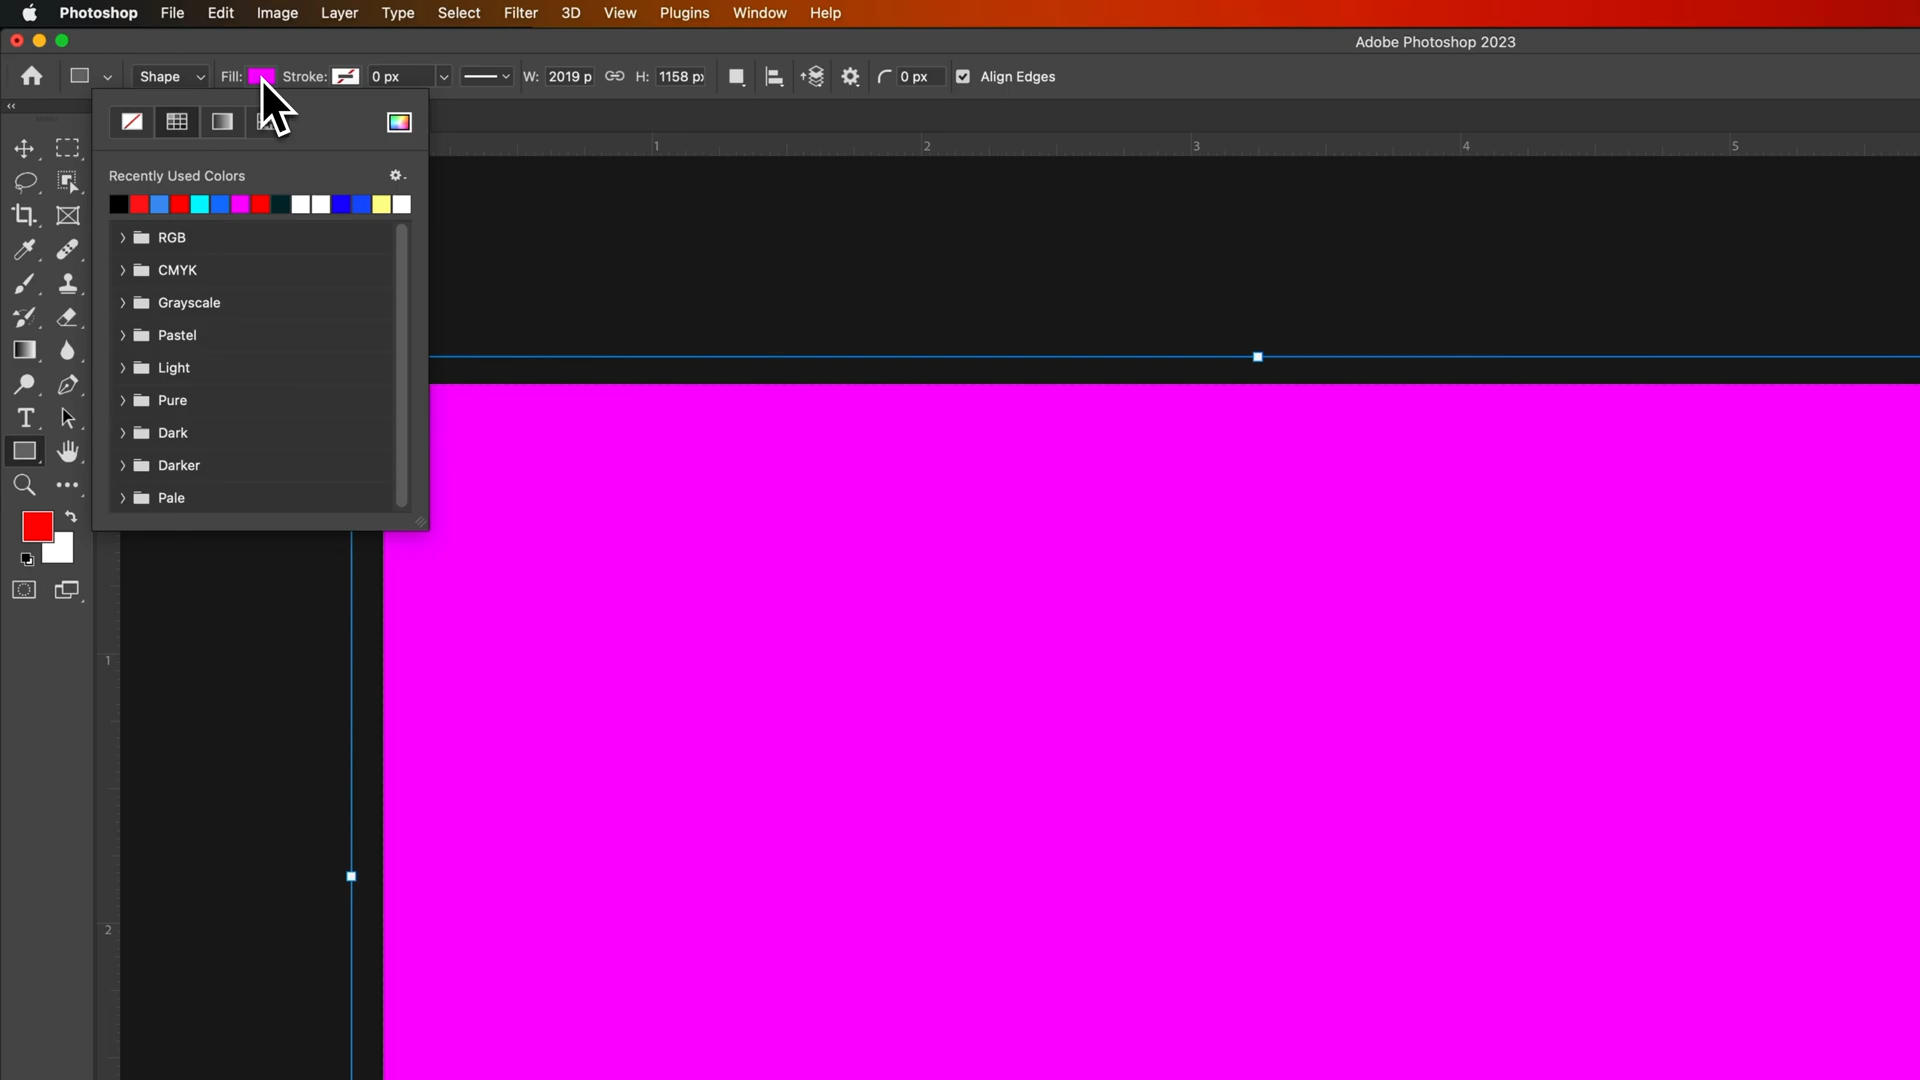 Photoshop File Edit Image Layer Type Select Filter 3D View Plugins Window Help
Adobe Photoshop 2023
Shape Fill: Stroke: 0 px W: 2019 p H: 1158 px 0 px Align Edges
1 2 3 4 5
Recently Used Colors
RGB
CMYK
Grayscale
Pastel
Light
Pure
Dark
Darker
Pale
1
2